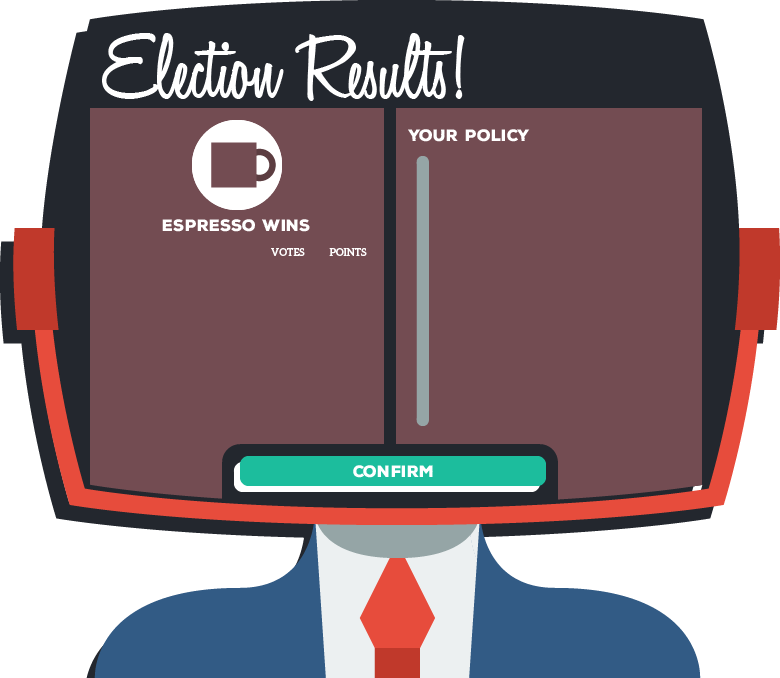 Election Results!
ESPRESSO WINS
VOTES POINTS
YOUR POLICY
CONFIRM